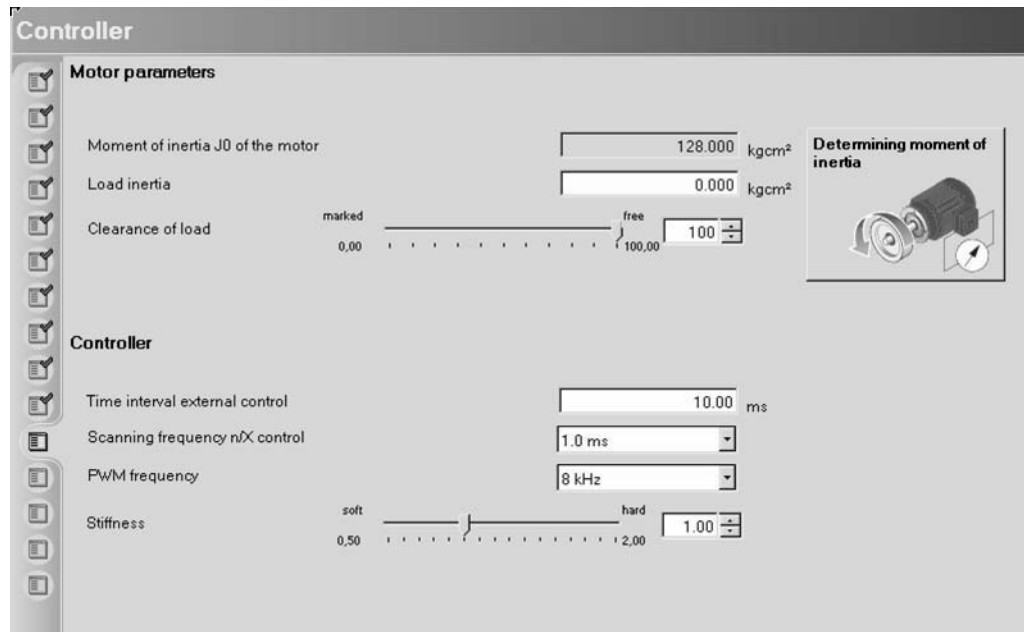 Controller
Motor parameters
Moment of inertia J0 of the motor 128.000 kgcm²
Determining moment of
inertia
Load inertia 0.000 kgcm²
marked free
Clearance of load 100
0,00 100,00
Controller
Time interval external control 10.00 ms
Scanning frequency n/X control 1.0 ms
PWM frequency 8 kHz
soft hard
Stiffness 1.00
0,50 2,00